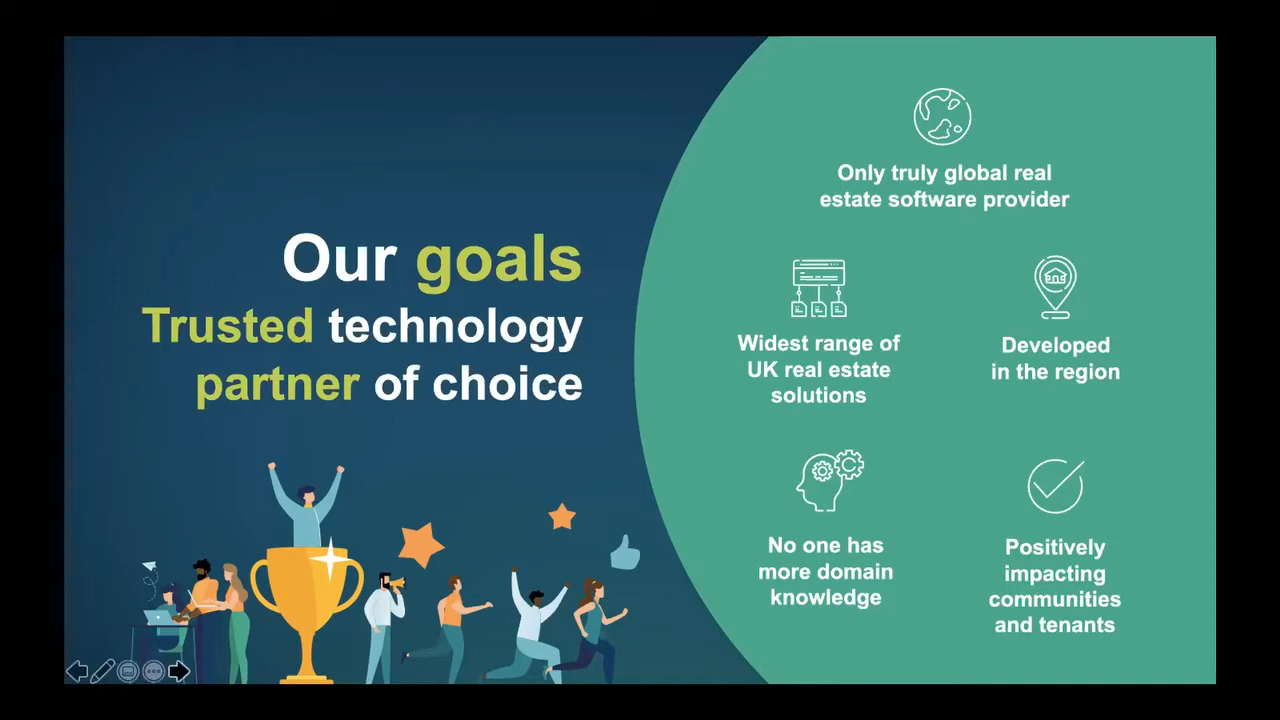 Our goals
Trusted technology
partner of choice
Only truly global real
estate software provider
Widest range of
UK real estate
solutions
Developed
in the region
No one has
more domain
knowledge
Positively
impacting
communities
and tenants